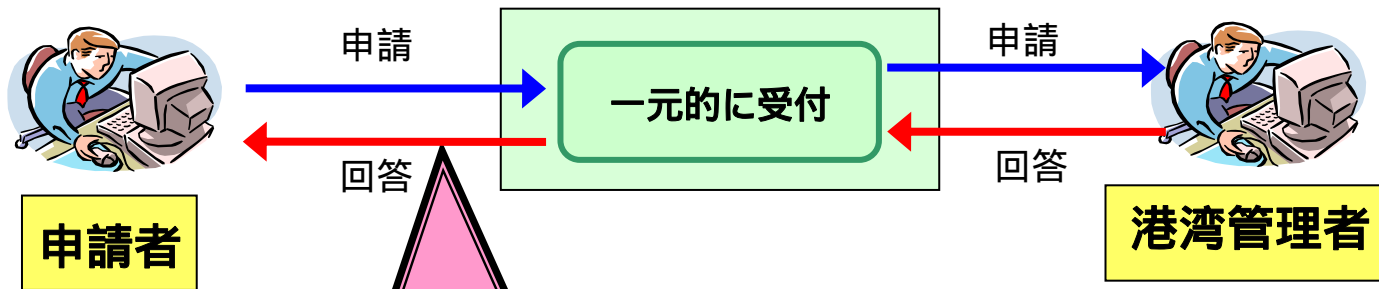 申請
申請
一元的に受付
回答
回答
申請者
港湾管理者